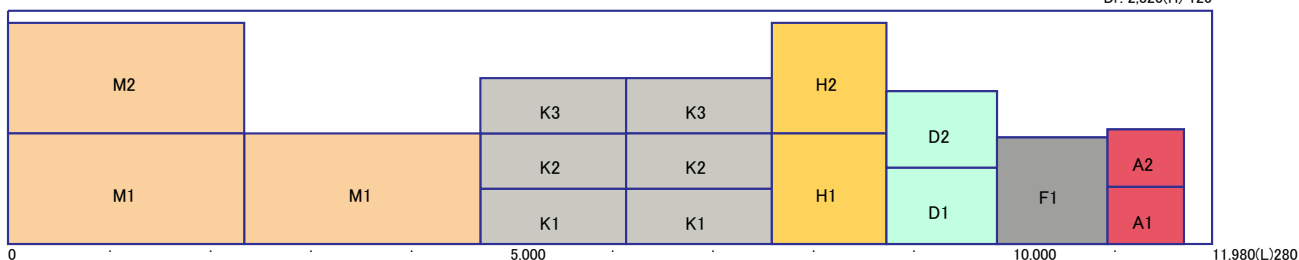 M2
H2
K3
K3
D2
A2
K2
K2
M1
M1
H1
F1
D1
K1
K1
A1
0
5.000
10.000
11.980(L)280